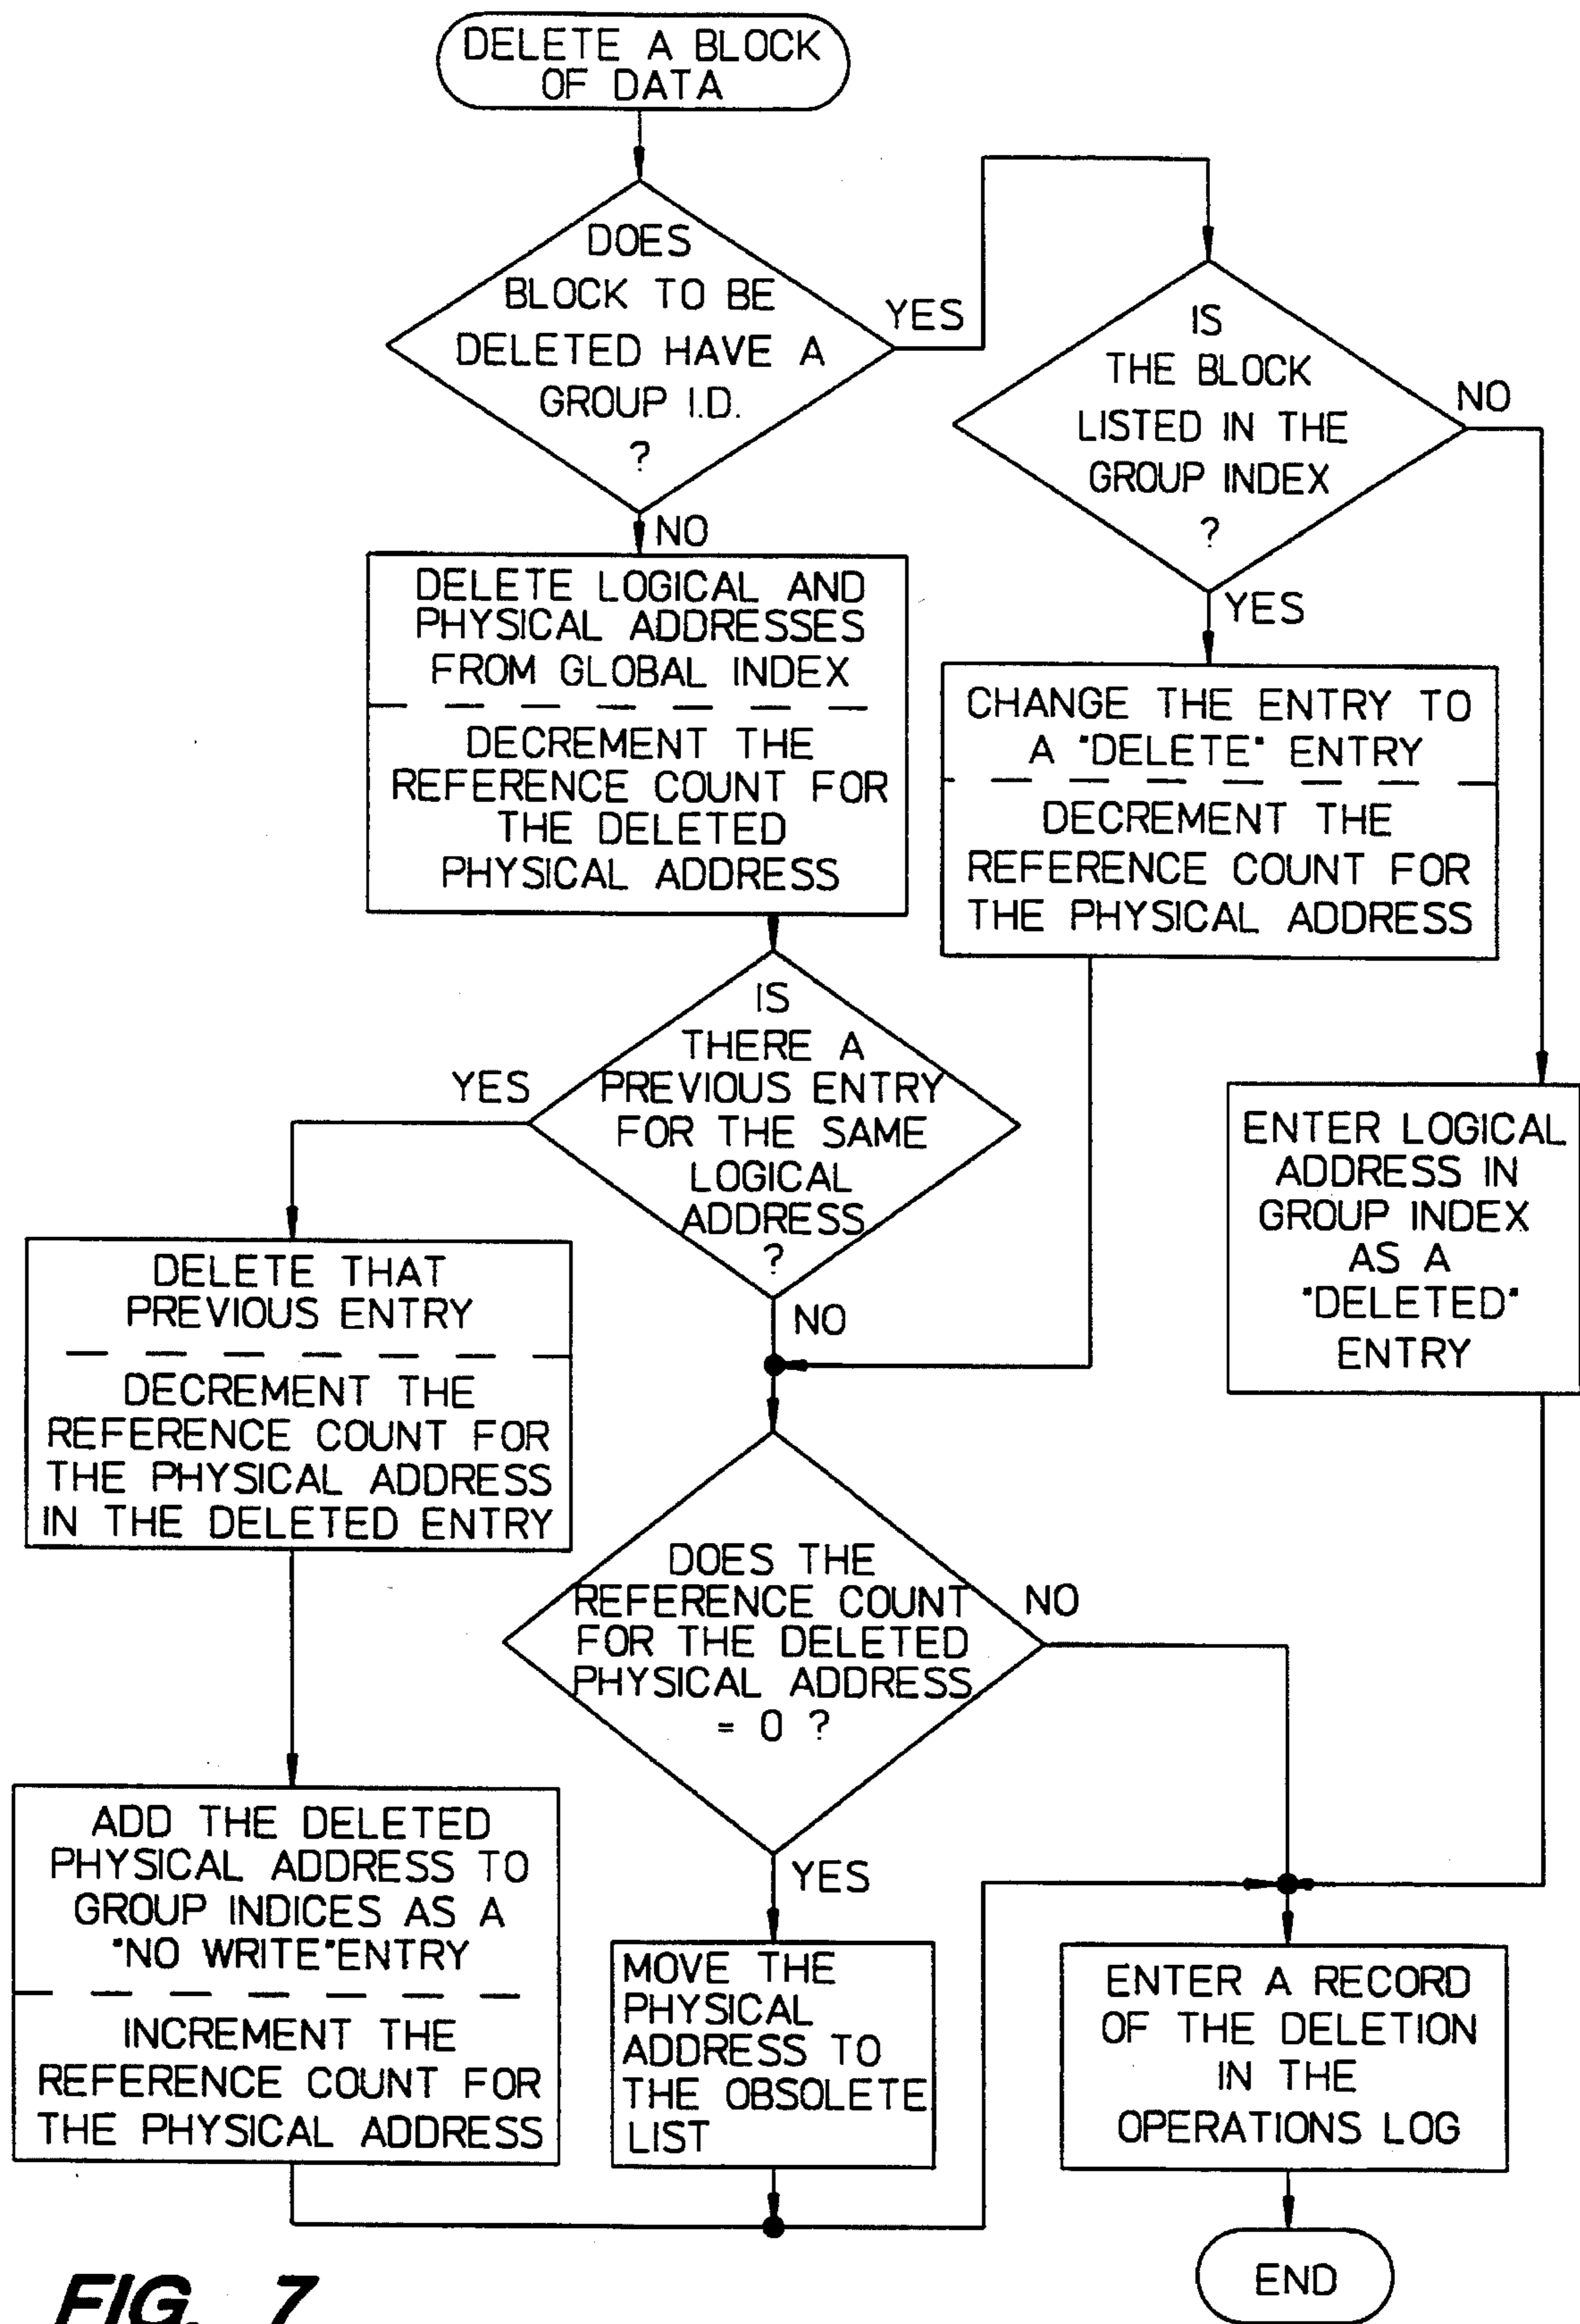 DELETE A BLOCK
OF DATA
DOES
BLOCK TO BE
DELETED HAVE A
GROUP I.D.
?
YES
NO
IS
THE BLOCK
LISTED IN THE
GROUP INDEX
?
NO
YES
DELETE LOGICAL AND
PHYSICAL ADDRESSES
FROM GLOBAL INDEX
DECREMENT THE
REFERENCE COUNT FOR
THE DELETED
PHYSICAL ADDRESS
CHANGE THE ENTRY TO
A "DELETE" ENTRY
DECREMENT THE
REFERENCE COUNT FOR
THE PHYSICAL ADDRESS
IS
THERE A
PREVIOUS ENTRY
FOR THE SAME
LOGICAL
ADDRESS
?
YES
NO
ENTER LOGICAL
ADDRESS IN
GROUP INDEX
AS A
"DELETED"
ENTRY
DELETE THAT
PREVIOUS ENTRY
DECREMENT THE
REFERENCE COUNT FOR
THE PHYSICAL ADDRESS
IN THE DELETED ENTRY
DOES THE
REFERENCE COUNT
FOR THE DELETED
PHYSICAL ADDRESS
= 0 ?
NO
YES
ADD THE DELETED
PHYSICAL ADDRESS TO
GROUP INDICES AS A
"NO WRITE" ENTRY
INCREMENT THE
REFERENCE COUNT FOR
THE PHYSICAL ADDRESS
MOVE THE
PHYSICAL
ADDRESS TO
THE OBSOLETE
LIST
ENTER A RECORD
OF THE DELETION
IN THE
OPERATIONS LOG
END
FIG. 7